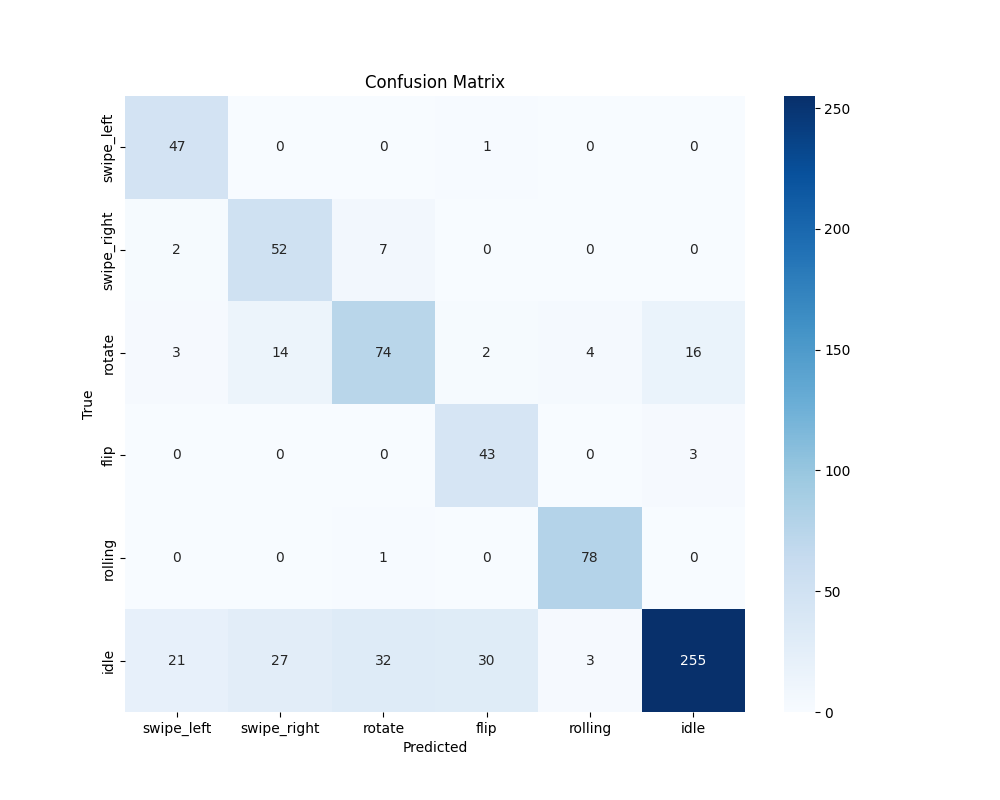 Confusion Matrix
swipe_left 47 0 0 1 0 0
swipe_right 2 52 7 0 0 0
rotate 3 14 74 2 4 16
flip 0 0 0 43 0 3
rolling 0 0 1 0 78 0
idle 21 27 32 30 3 255
True
swipe_left swipe_right rotate flip rolling idle
Predicted
250
200
150
100
50
0